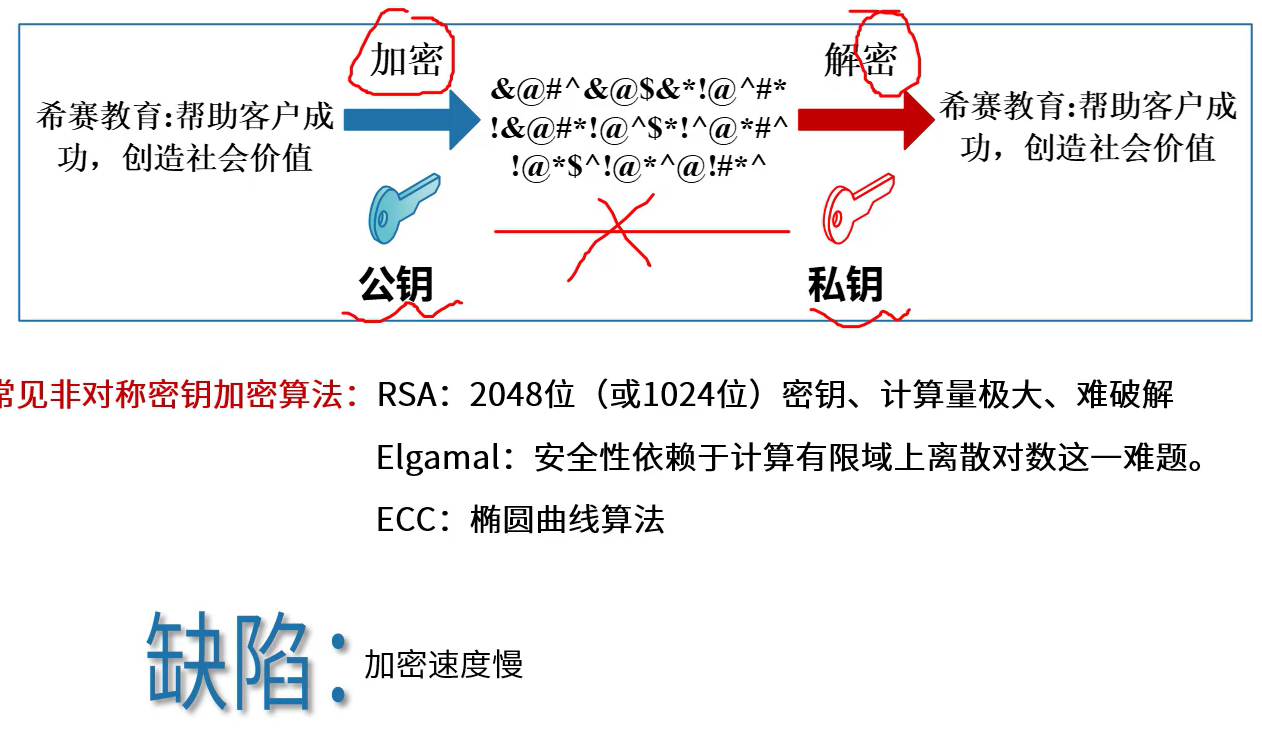 加密
解密
希赛教育:帮助客户成
功，创造社会价值
&@#^&@$&*!@^#*
!&@#*!@^$*!^@*#^
!@*$^!@*^@!#*^
希赛教育:帮助客户成
功，创造社会价值
公钥
私钥
常见非对称密钥加密算法：RSA：2048位（或1024位）密钥、计算量极大、难破解
Elgamal：安全性依赖于计算有限域上离散对数这一难题。
ECC：椭圆曲线算法
缺陷：加密速度慢